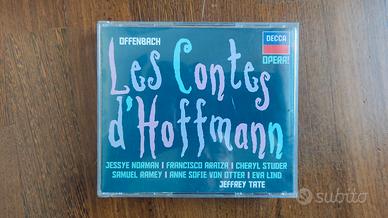 OFFENBACH
DECCA
OPERA!
Les Contes
d'Hoffmann
JESSYE NORMAN | FRANCISCO ARAIZA | CHERYL STUDER
SAMUEL RAMEY | ANNE SOFIE VON OTTER | EVA LIND
JEFFREY TATE
subito